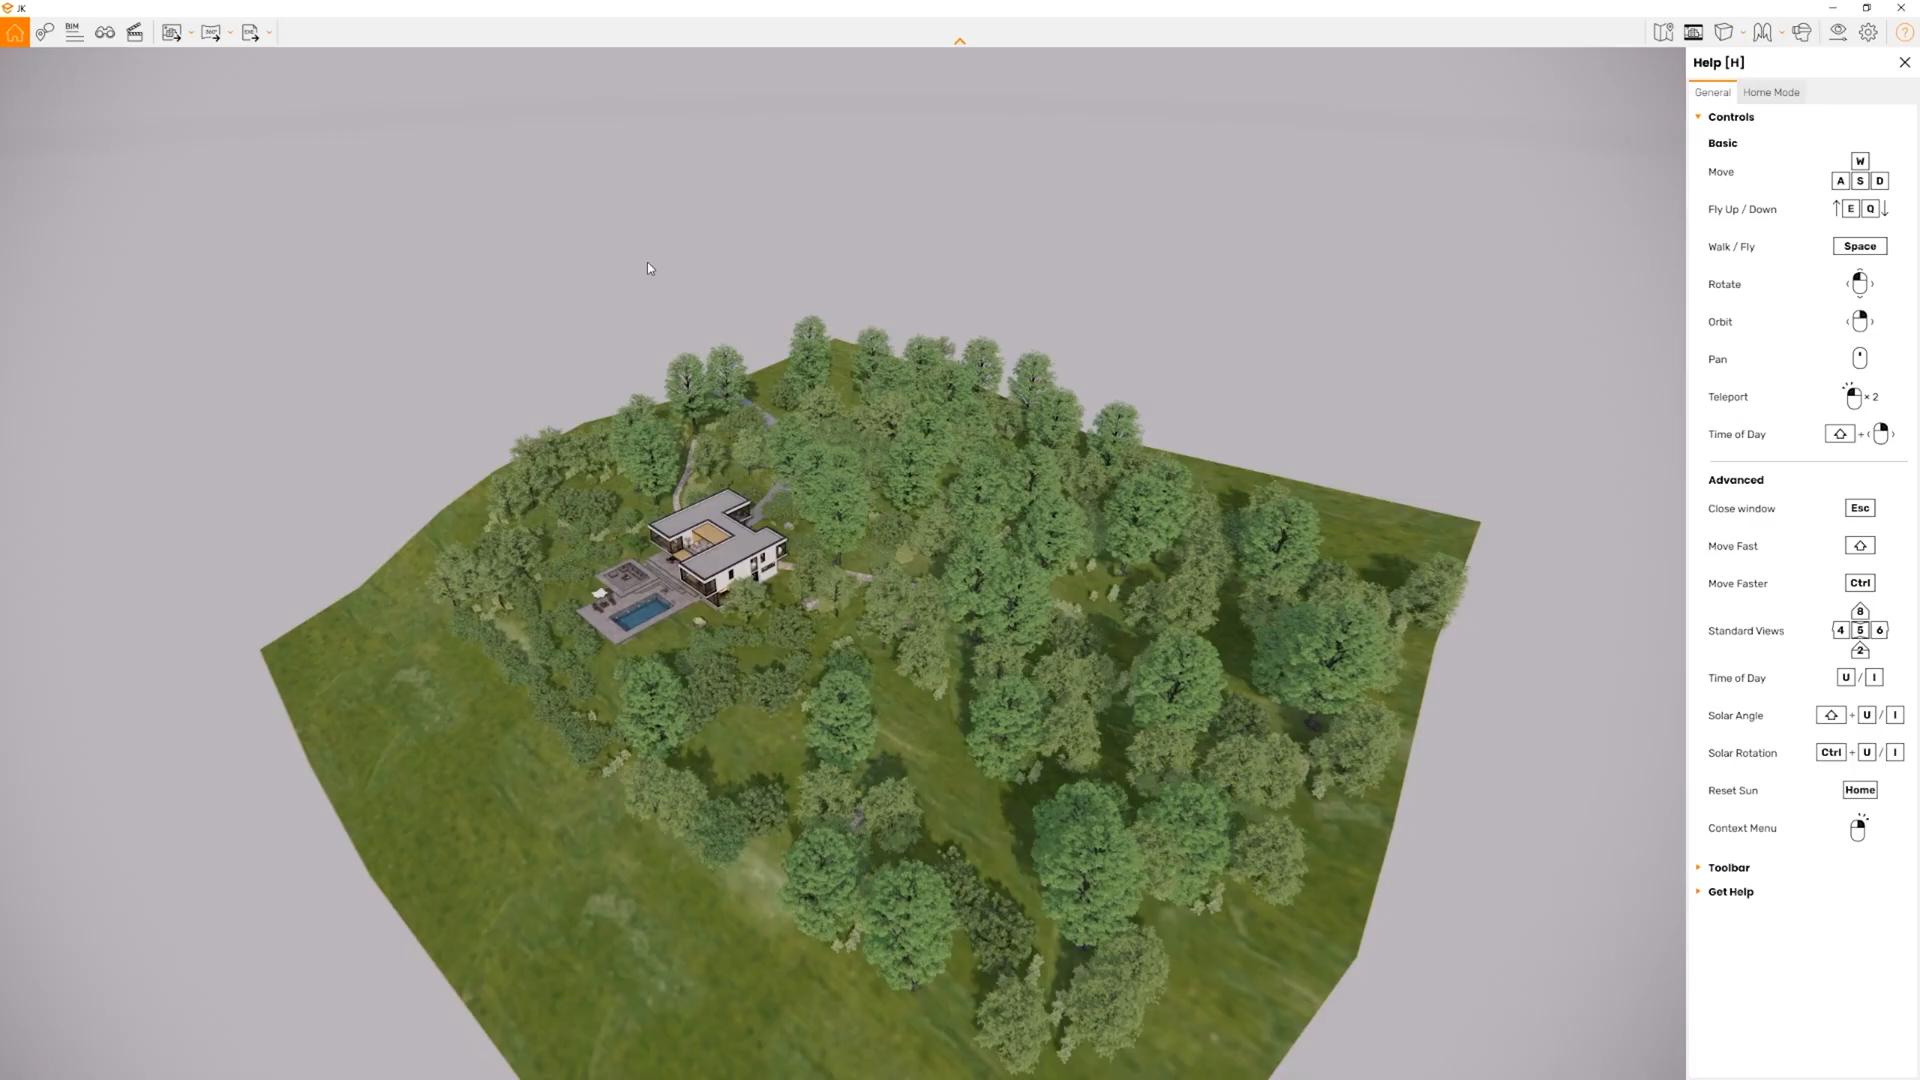 JK
BIM
360°
EXE
?
Help [H]
General Home Mode
Controls
Basic
Move
W
A S D
Fly Up / Down
E Q
Walk / Fly
Space
Rotate
Orbit
Pan
Teleport
× 2
Time of Day
+
Advanced
Close window
Esc
Move Fast
Move Faster
Ctrl
Standard Views
8
4 5 6
2
Time of Day
U / I
Solar Angle
+ U / I
Solar Rotation
Ctrl + U / I
Reset Sun
Home
Context Menu
Toolbar
Get Help